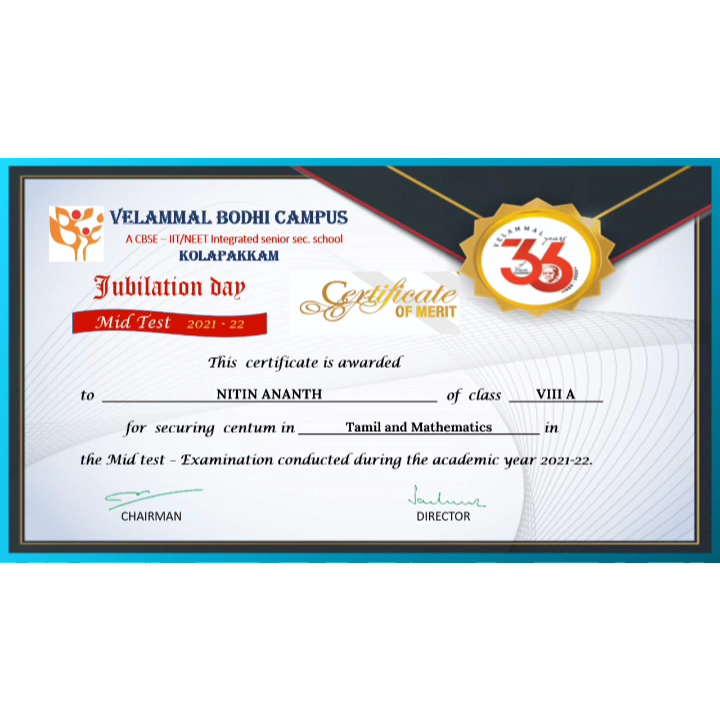 VELAMMAL BODHI CAMPUS
A CBSE – IIT/NEET Integrated senior sec. school
KOLAPAKKAM
Jubilation day
Mid Test 2021 - 22
Certificate
OF MERIT
VELAMMAL
36 years
This certificate is awarded
to NITIN ANANTH of class VIII A
for securing centum in Tamil and Mathematics in
the Mid test – Examination conducted during the academic year 2021-22.
CHAIRMAN DIRECTOR